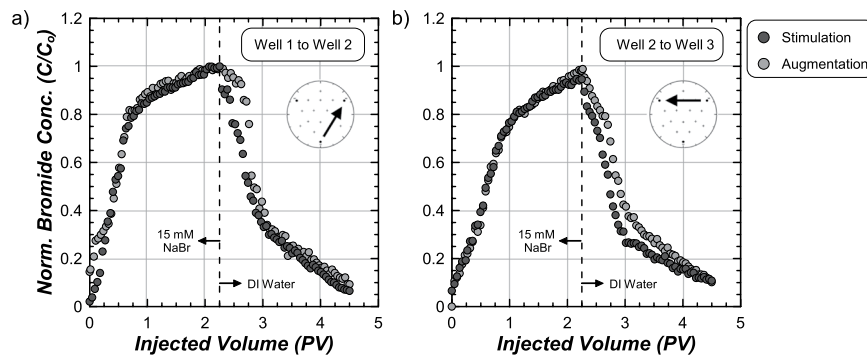 a)
Norm. Bromide Conc. (C/Co)
1.2
1
0.8
0.6
0.4
0.2
0
Well 1 to Well 2
15 mM
NaBr
DI Water
0 1 2 3 4 5
Injected Volume (PV)
b)
1.2
1
0.8
0.6
0.4
0.2
0
Well 2 to Well 3
15 mM
NaBr
DI Water
0 1 2 3 4 5
Injected Volume (PV)
Stimulation
Augmentation